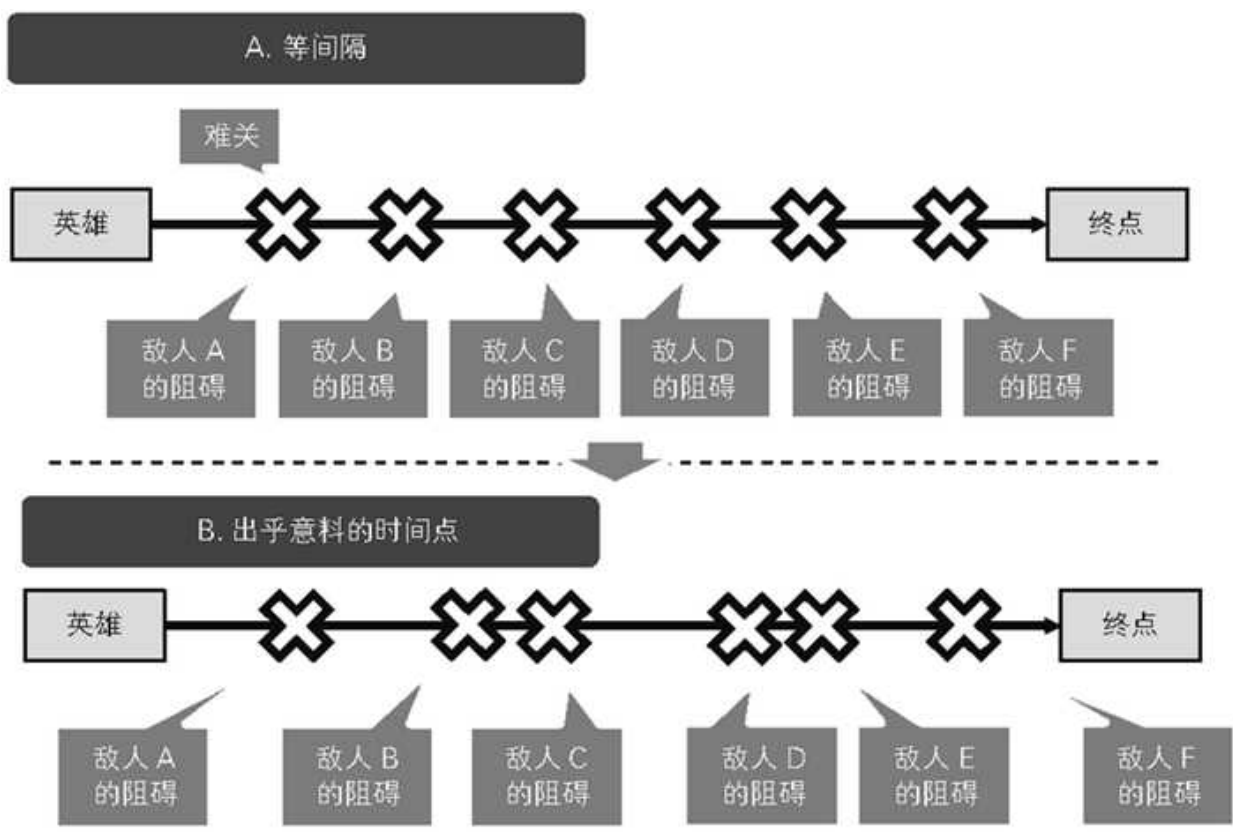 A. 等间隔
难关
英雄
终点
敌人 A
的阻碍
敌人 B
的阻碍
敌人 C
的阻碍
敌人 D
的阻碍
敌人 E
的阻碍
敌人 F
的阻碍
B. 出乎意料的时间点
英雄
终点
敌人 A
的阻碍
敌人 B
的阻碍
敌人 C
的阻碍
敌人 D
的阻碍
敌人 E
的阻碍
敌人 F
的阻碍